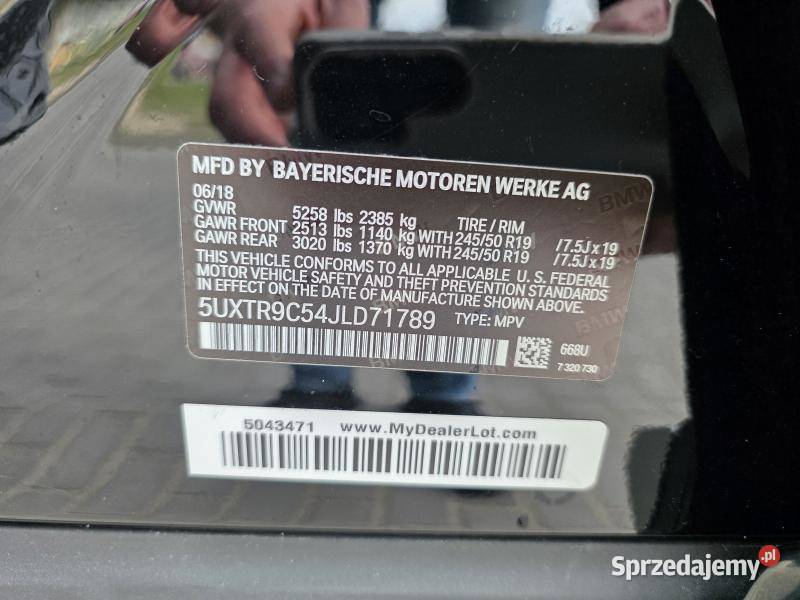 MFD BY BAYERISCHE MOTOREN WERKE AG
06/18
GVWR 5258 lbs 2385 kg TIRE / RIM
GAWR FRONT 2513 lbs 1140 kg WITH 245/50 R19 /7.5J x 19
GAWR REAR 3020 lbs 1370 kg WITH 245/50 R19 /7.5J x 19
THIS VEHICLE CONFORMS TO ALL APPLICABLE U. S. FEDERAL
MOTOR VEHICLE SAFETY AND THEFT PREVENTION STANDARDS
IN EFFECT ON THE DATE OF MANUFACTURE SHOWN ABOVE.
5UXTR9C54JLD71789 TYPE: MPV
668U
7 320 730
5043471 www.MyDealerLot.com
Sprzedajemy.pl